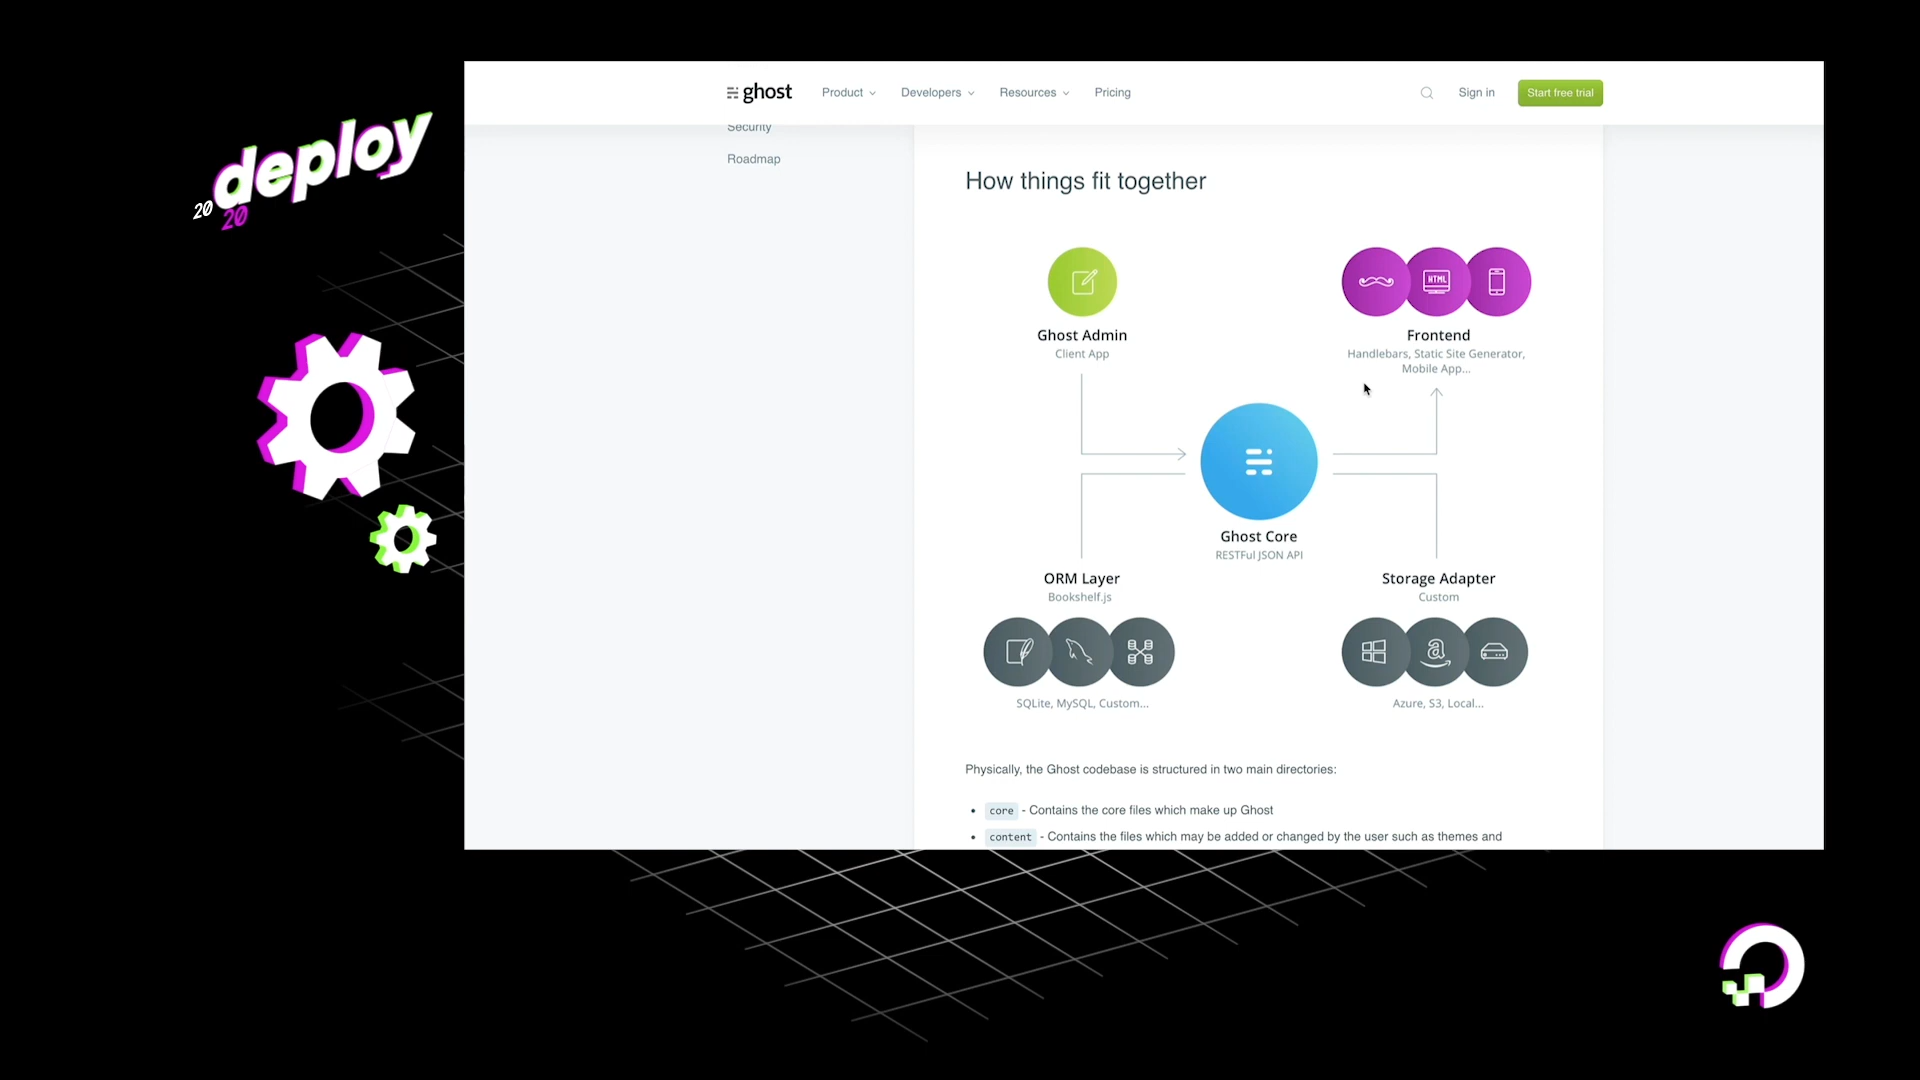 deploy
20
20
ghost
Product
Developers
Resources
Pricing
Sign in
Start free trial
Security
Roadmap
How things fit together
Ghost Admin
Client App
HTML
Frontend
Handlebars, Static Site Generator,
Mobile App...
Ghost Core
RESTFul JSON API
ORM Layer
Bookshelf.js
Storage Adapter
Custom
a
SQLite, MySQL, Custom...
Azure, S3, Local...
Physically, the Ghost codebase is structured in two main directories:
• core - Contains the core files which make up Ghost
• content - Contains the files which may be added or changed by the user such as themes and